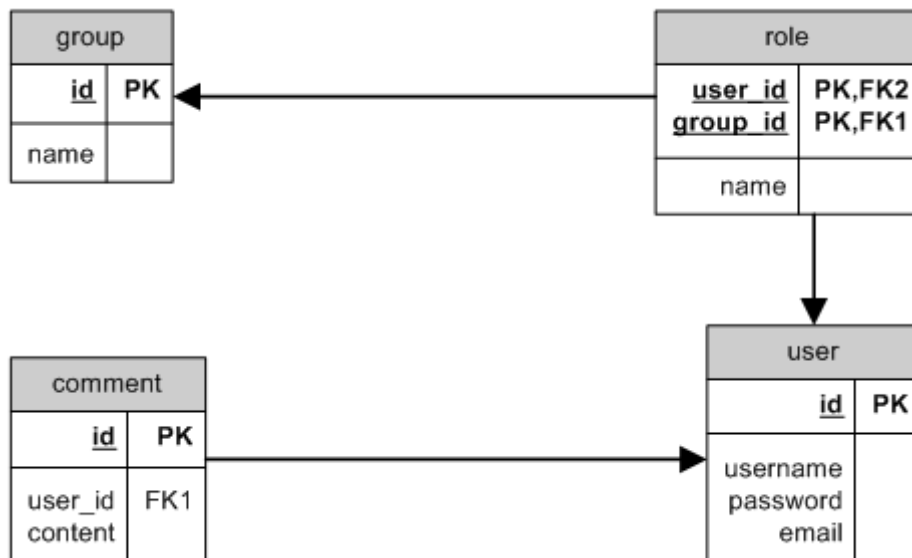 group
id PK
name
role
user_id PK,FK2
group_id PK,FK1
name
comment
id PK
user_id FK1
content
user
id PK
username
password
email